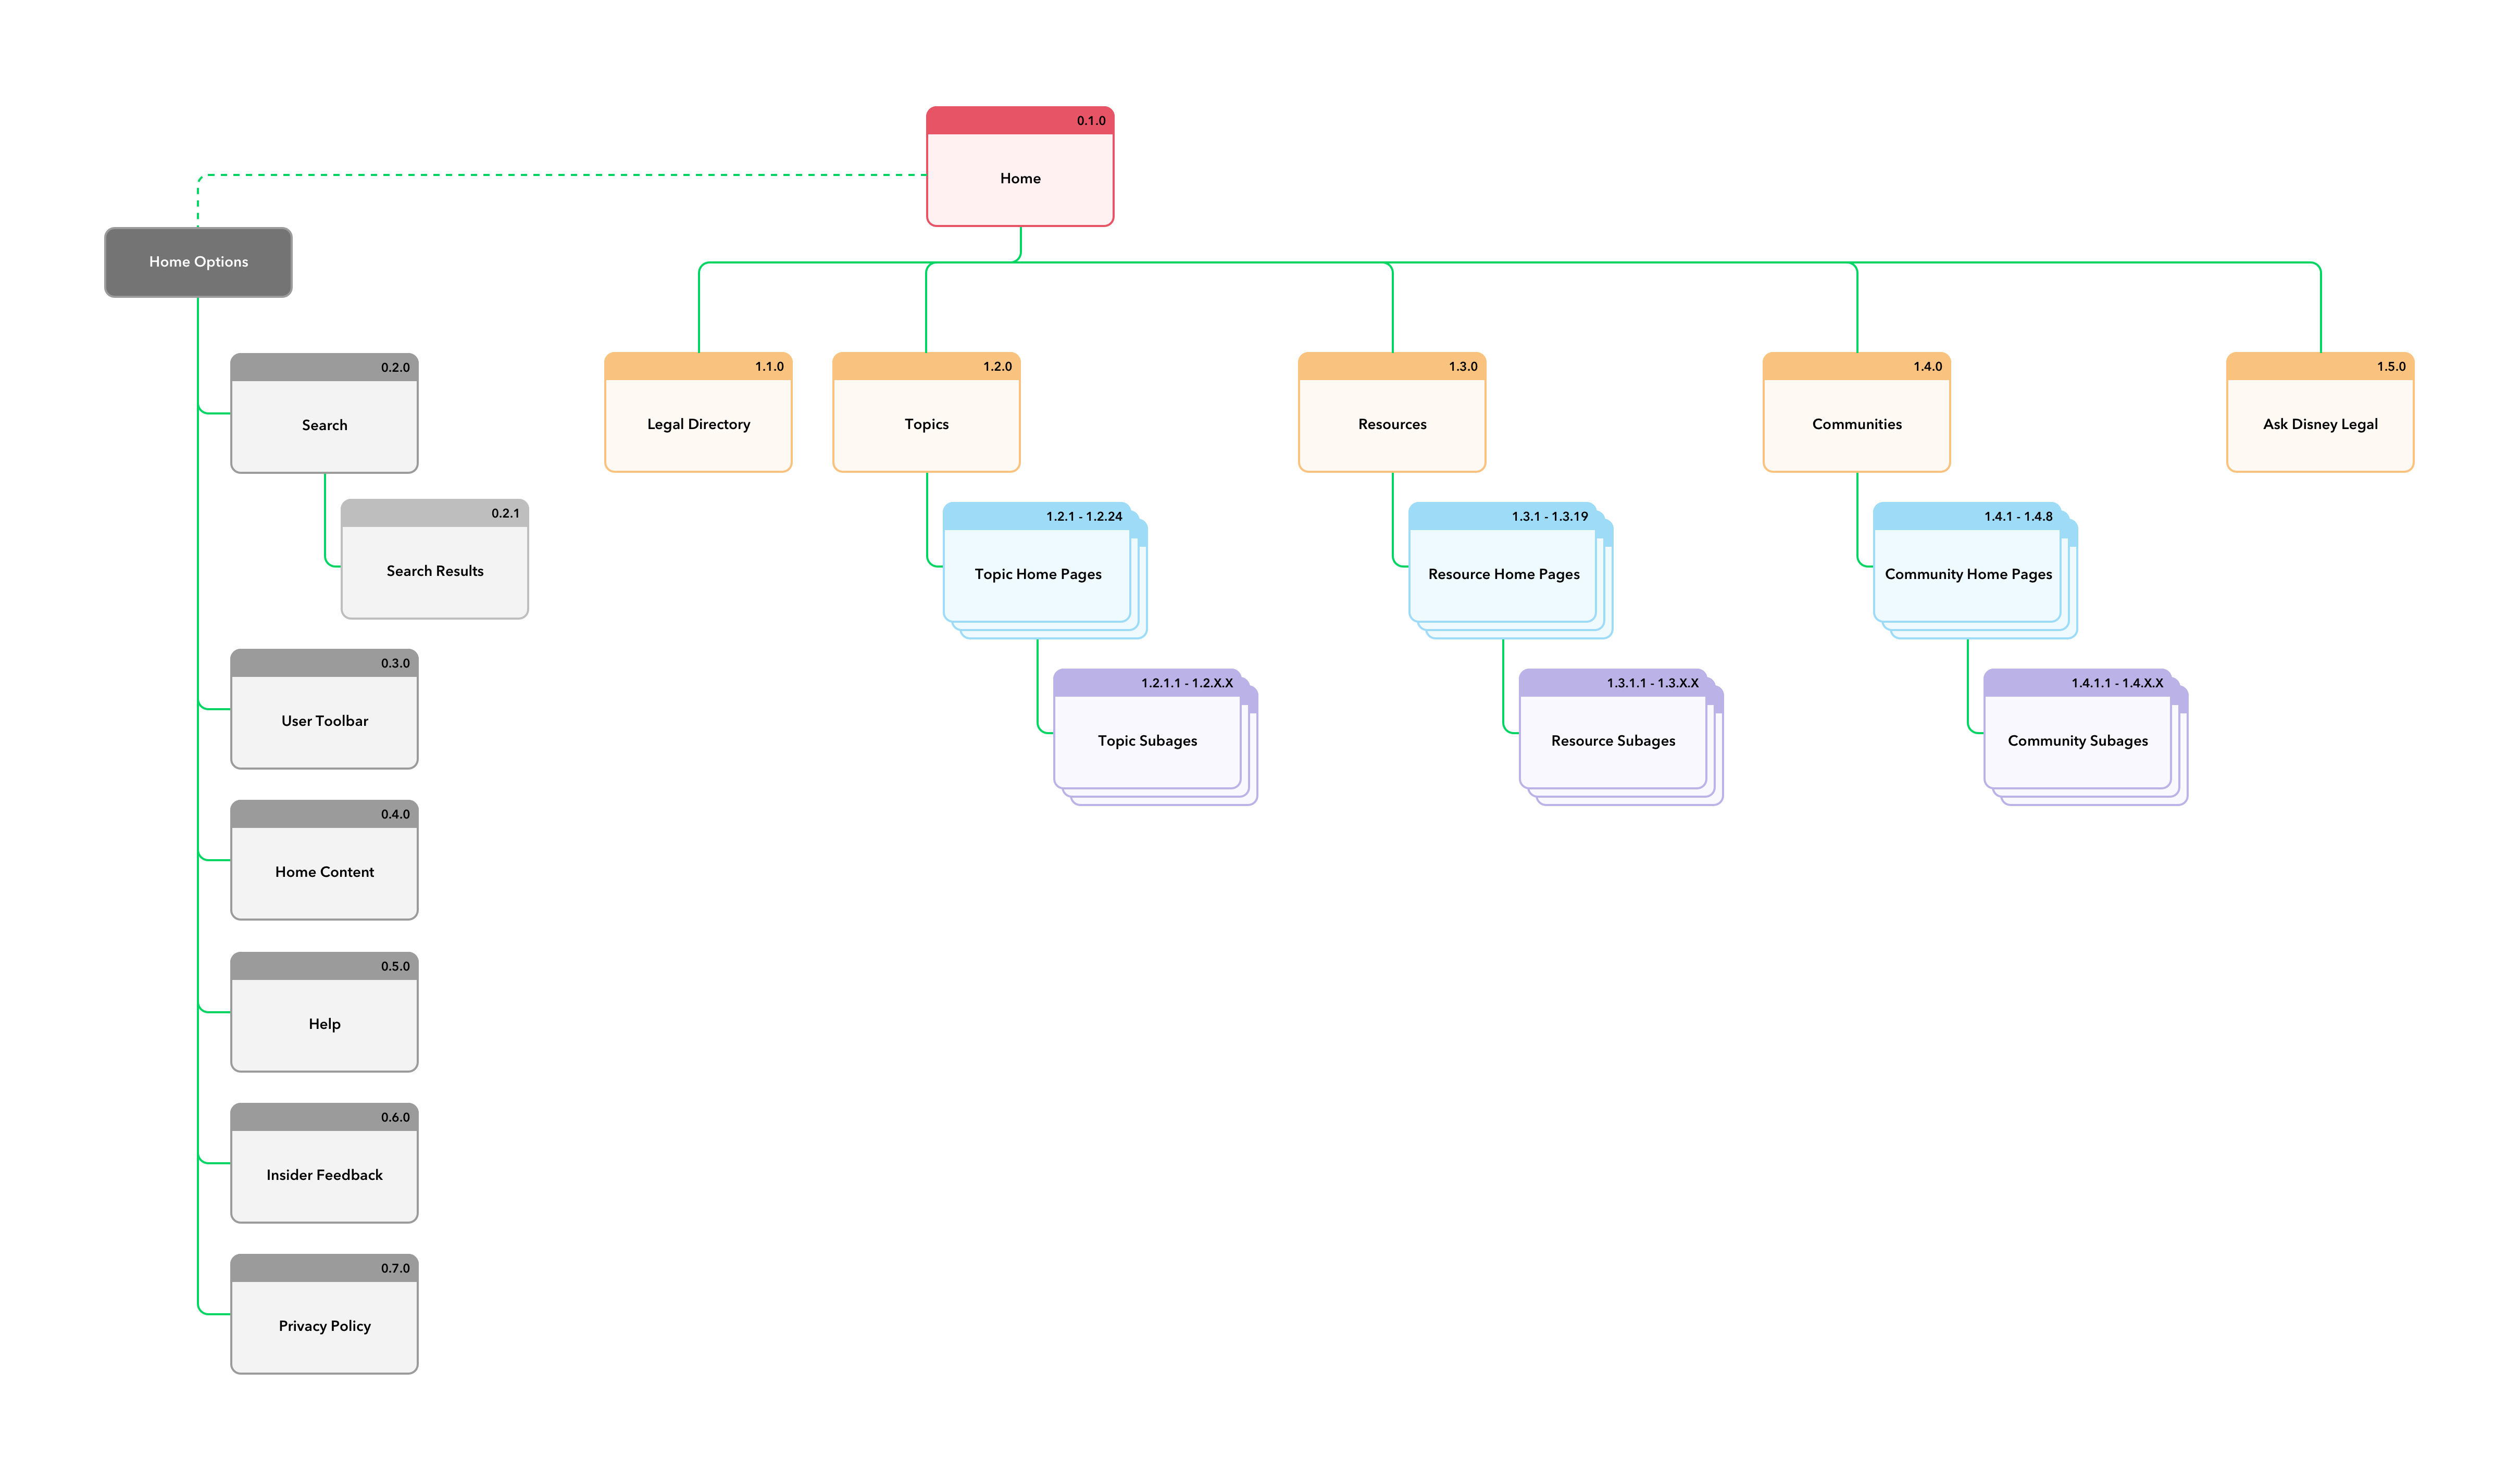 0.1.0
Home
Home Options
0.2.0
Search
0.2.1
Search Results
0.3.0
User Toolbar
0.4.0
Home Content
0.5.0
Help
0.6.0
Insider Feedback
0.7.0
Privacy Policy
1.1.0
Legal Directory
1.2.0
Topics
1.2.1 - 1.2.24
Topic Home Pages
1.2.1.1 - 1.2.X.X
Topic Subages
1.3.0
Resources
1.3.1 - 1.3.19
Resource Home Pages
1.3.1.1 - 1.3.X.X
Resource Subages
1.4.0
Communities
1.4.1 - 1.4.8
Community Home Pages
1.4.1.1 - 1.4.X.X
Community Subages
1.5.0
Ask Disney Legal